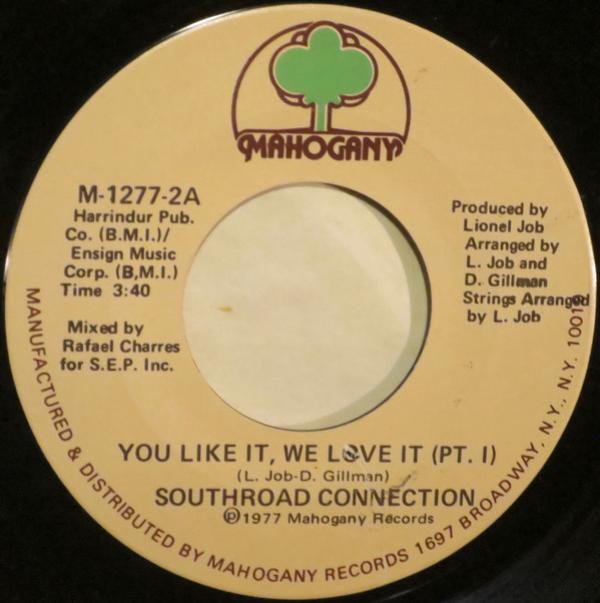 MAHOGANY
M-1277-2A
Harrindur Pub.
Co. (B.M.I.)/
Ensign Music
Corp. (B,M.I.)
Time 3:40
Mixed by
Rafael Charres
for S.E.P. Inc.
Produced by
Lionel Job
Arranged by
L. Job and
D. Gillman
Strings Arranged
by L. Job
YOU LIKE IT, WE LOVE IT (PT. I)
(L. Job-D. Gillman)
SOUTHROAD CONNECTION
Ⓟ1977 Mahogany Records
MANUFACTURED & DISTRIBUTED BY MAHOGANY RECORDS 1697 BROADWAY, N.Y., N.Y. 10019